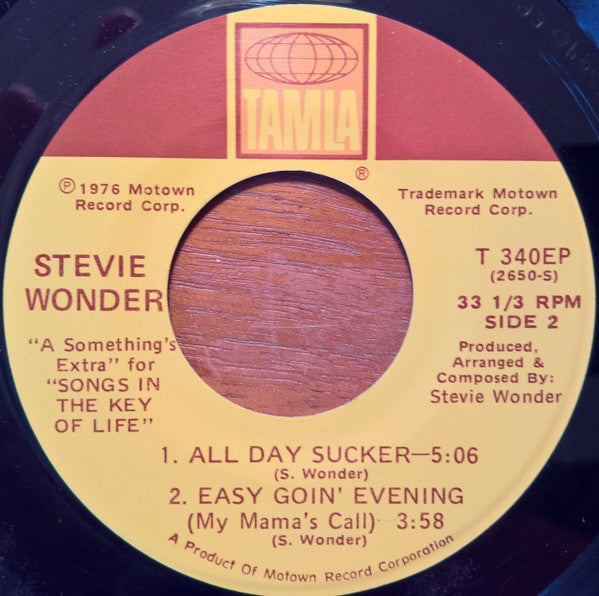 TAMLA
®
℗ 1976 Motown
Record Corp.
Trademark Motown
Record Corp.
STEVIE
WONDER
T 340EP
(2650-S)
33 1/3 RPM
SIDE 2
"A Something's
Extra" for
"SONGS IN
THE KEY
OF LIFE"
Produced,
Arranged &
Composed By:
Stevie Wonder
1. ALL DAY SUCKER—5:06
(S. Wonder)
2. EASY GOIN' EVENING
(My Mama's Call) 3:58
(S. Wonder)
A Product Of Motown Record Corporation